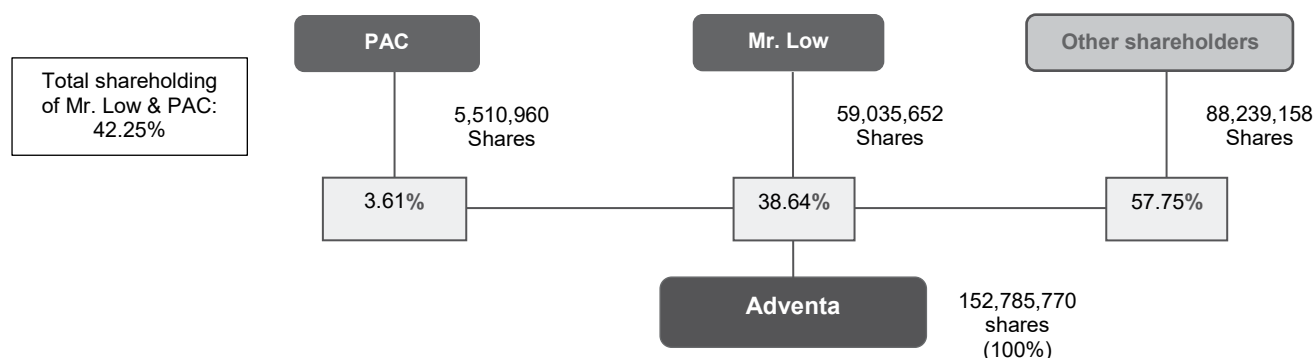 PAC
Mr. Low
Other shareholders
Total shareholding
of Mr. Low & PAC:
42.25%
5,510,960
Shares
59,035,652
Shares
88,239,158
Shares
3.61%
38.64%
57.75%
Adventa
152,785,770
shares
(100%)